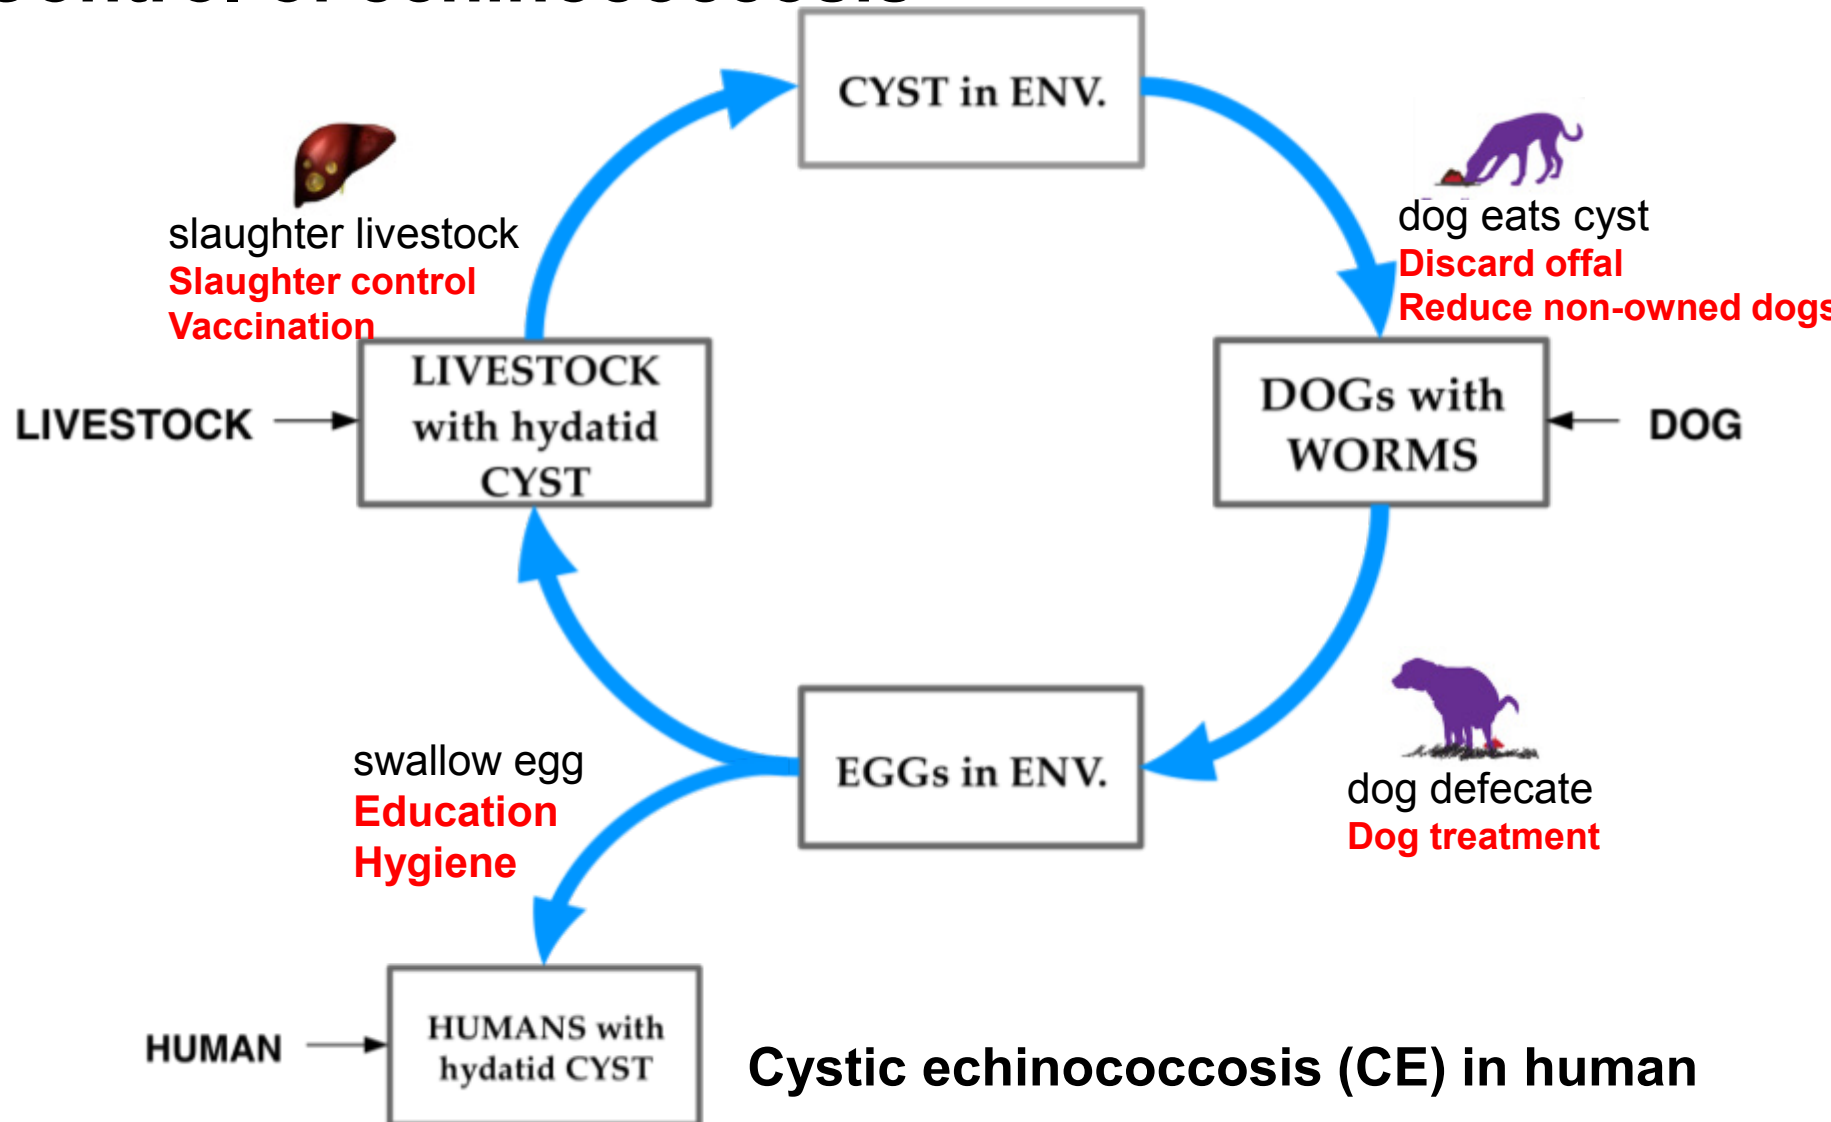 CYST in ENV.
slaughter livestock
Slaughter control
Vaccination
dog eats cyst
Discard offal
Reduce non-owned dogs
LIVESTOCK
LIVESTOCK
with hydatid
CYST
DOGs with
WORMS
DOG
swallow egg
Education
Hygiene
EGGs in ENV.
dog defecate
Dog treatment
HUMAN
HUMANS with
hydatid CYST
Cystic echinococcosis (CE) in human